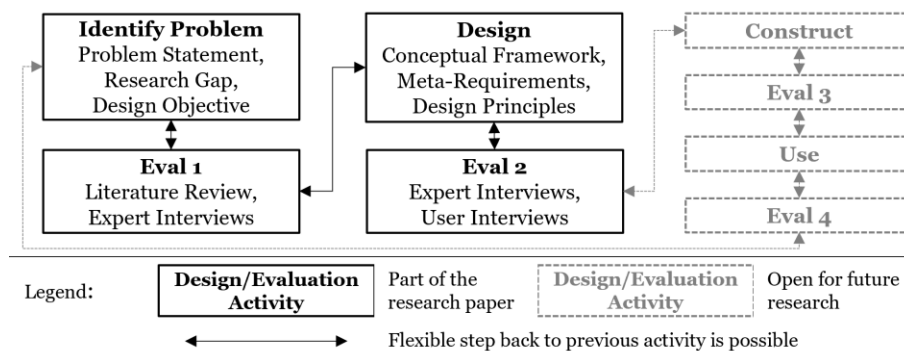 Identify Problem
Problem Statement,
Research Gap,
Design Objective
Eval 1
Literature Review,
Expert Interviews
Design
Conceptual Framework,
Meta-Requirements,
Design Principles
Eval 2
Expert Interviews,
User Interviews
Construct
Eval 3
Use
Eval 4
Legend:
Design/Evaluation
Activity
Part of the
research paper
Design/Evaluation
Activity
Open for future
research
Flexible step back to previous activity is possible